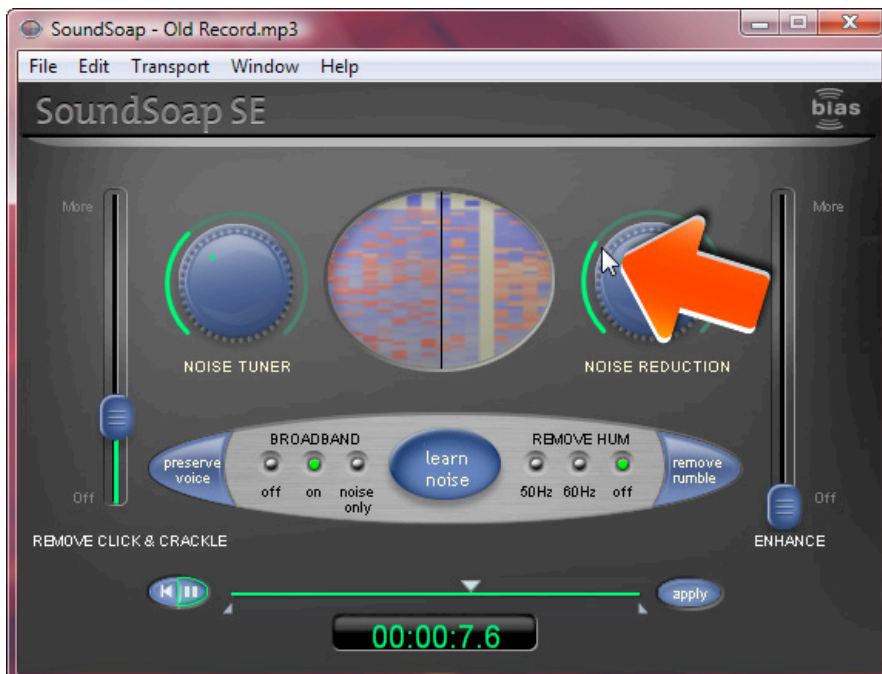 SoundSoap - Old Record.mp3
File Edit Transport Window Help
SoundSoap SE
bias
More
More
NOISE TUNER
NOISE REDUCTION
preserve voice
BROADBAND
off on noise only
learn noise
REMOVE HUM
50Hz 60Hz off
remove rumble
Off
Off
REMOVE CLICK & CRACKLE
ENHANCE
apply
00:00:7.6